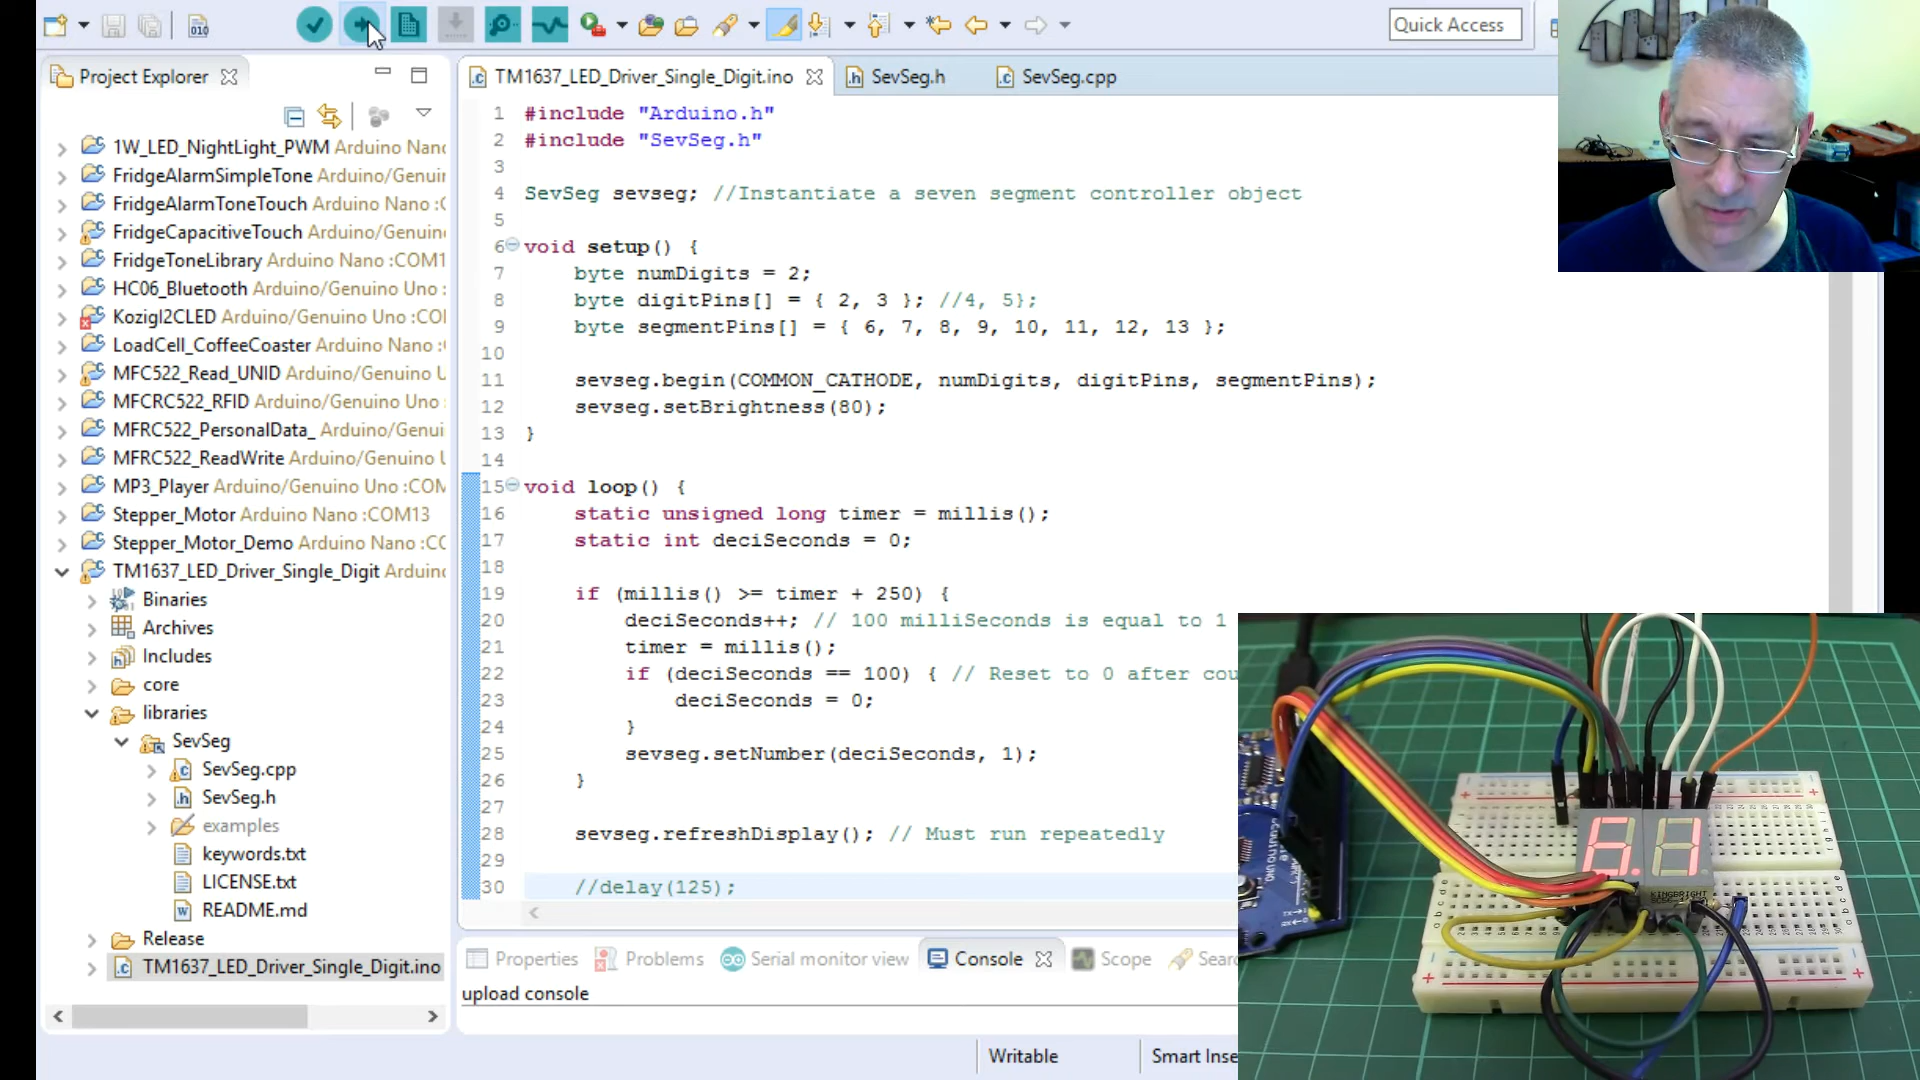 Quick Access
Project Explorer
TM1637_LED_Driver_Single_Digit.ino
SevSeg.h
SevSeg.cpp
1W_LED_NightLight_PWM Arduino Nano
FridgeAlarmSimpleTone Arduino/Genuin
FridgeAlarmToneTouch Arduino Nano :C
FridgeCapacitiveTouch Arduino/Genuin
FridgeToneLibrary Arduino Nano :COM1
HC06_Bluetooth Arduino/Genuino Uno :
KozigI2CLED Arduino/Genuino Uno :CO
LoadCell_CoffeeCoaster Arduino Nano :
MFC522_Read_UNID Arduino/Genuino U
MFCRC522_RFID Arduino/Genuino Uno :
MFRC522_PersonalData_ Arduino/Genui
MFRC522_ReadWrite Arduino/Genuino U
MP3_Player Arduino/Genuino Uno :COM
Stepper_Motor Arduino Nano :COM13
Stepper_Motor_Demo Arduino Nano :CO
TM1637_LED_Driver_Single_Digit Arduino
Binaries
Archives
Includes
core
libraries
SevSeg
SevSeg.cpp
SevSeg.h
examples
keywords.txt
LICENSE.txt
README.md
Release
TM1637_LED_Driver_Single_Digit.ino
1 #include "Arduino.h"
2 #include "SevSeg.h"
3
4 SevSeg sevseg; //Instantiate a seven segment controller object
5
6 void setup() {
7 byte numDigits = 2;
8 byte digitPins[] = { 2, 3 }; //4, 5};
9 byte segmentPins[] = { 6, 7, 8, 9, 10, 11, 12, 13 };
10
11 sevseg.begin(COMMON_CATHODE, numDigits, digitPins, segmentPins);
12 sevseg.setBrightness(80);
13 }
14
15 void loop() {
16 static unsigned long timer = millis();
17 static int deciSeconds = 0;
18
19 if (millis() >= timer + 250) {
20 deciSeconds++; // 100 milliSeconds is equal to 1
21 timer = millis();
22 if (deciSeconds == 100) { // Reset to 0 after cou
23 deciSeconds = 0;
24 }
25 sevseg.setNumber(deciSeconds, 1);
26 }
27
28 sevseg.refreshDisplay(); // Must run repeatedly
29
30 //delay(125);
Properties
Problems
Serial monitor view
Console
Scope
Sear
upload console
Writable
Smart Inse
KINGBRIGHT